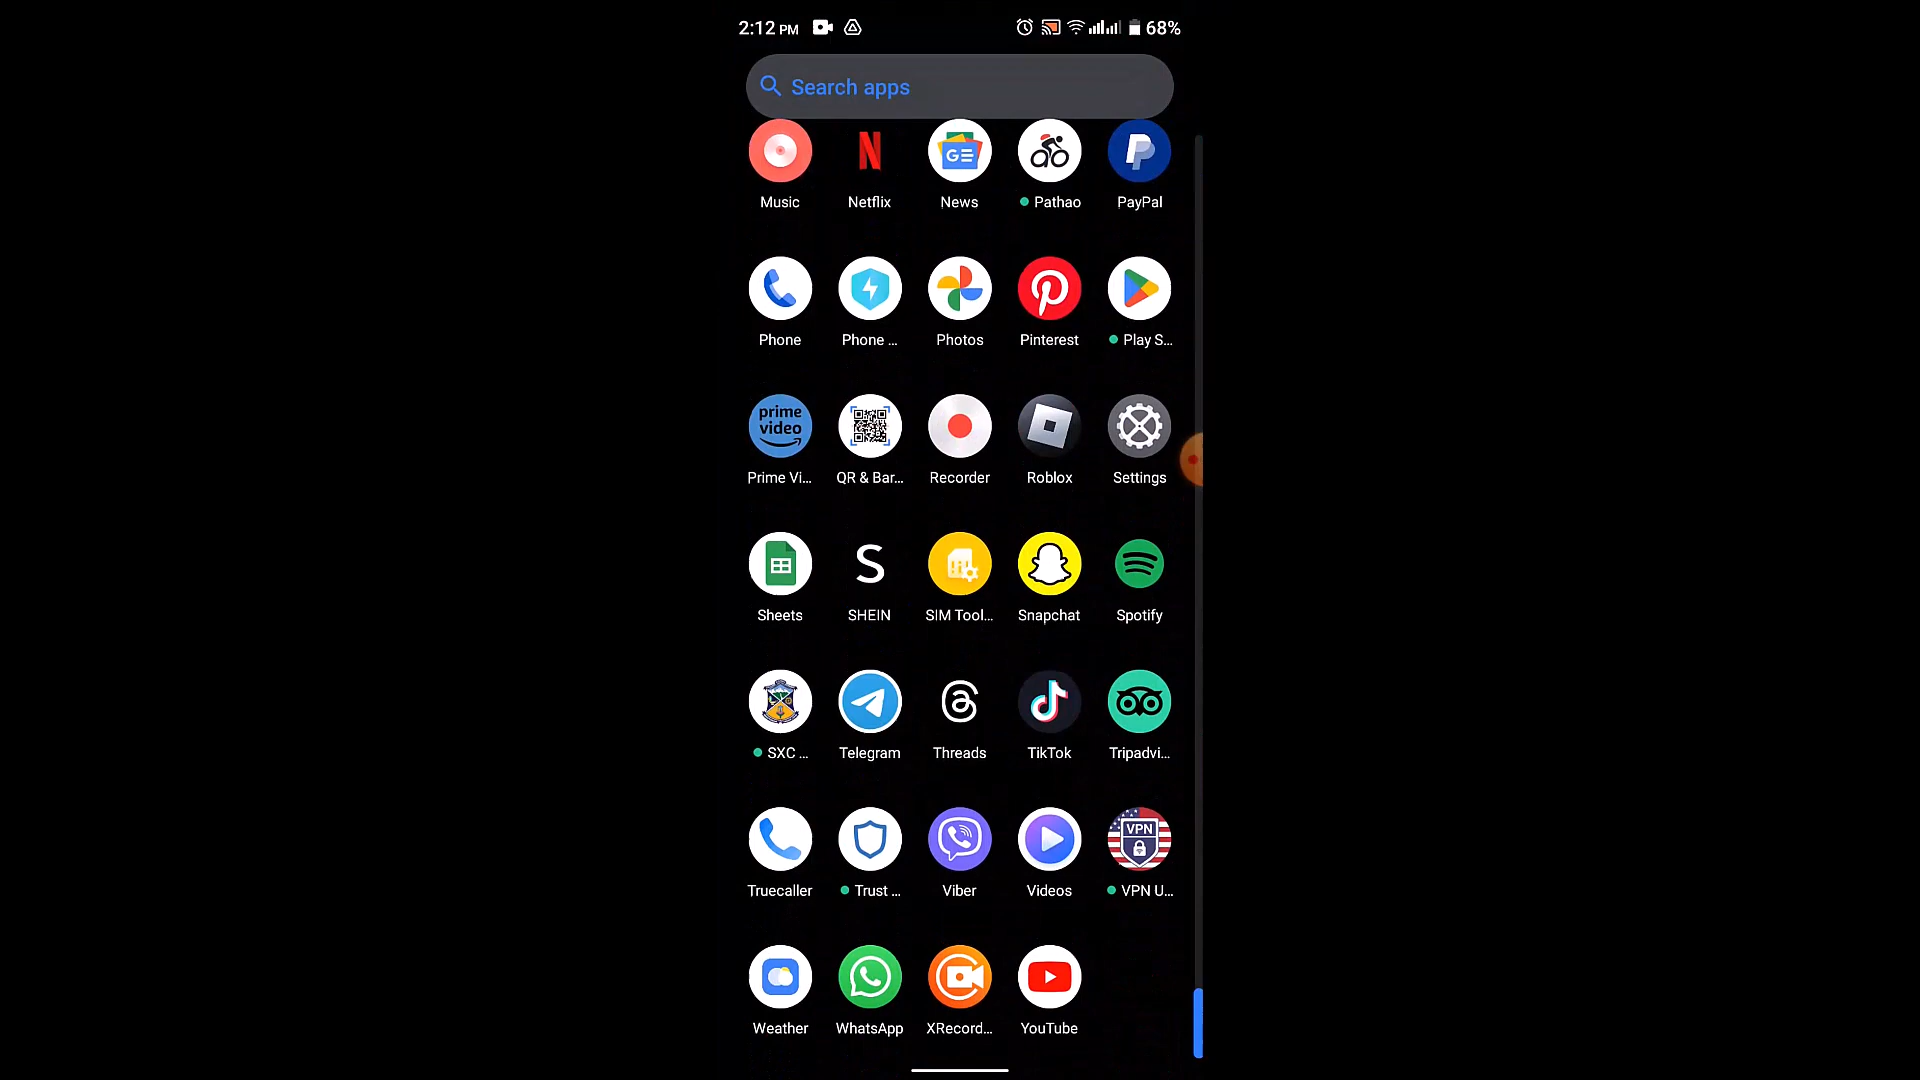 2:12 PM 68%
Search apps
Music Netflix News Pathao PayPal
Phone Phone ... Photos Pinterest Play S...
prime video
Prime Vi... QR & Bar... Recorder Roblox Settings
S
Sheets SHEIN SIM Tool... Snapchat Spotify
SXC ... Telegram Threads TikTok Tripadvi...
VPN
Truecaller Trust ... Viber Videos VPN U...
Weather WhatsApp XRecord... YouTube